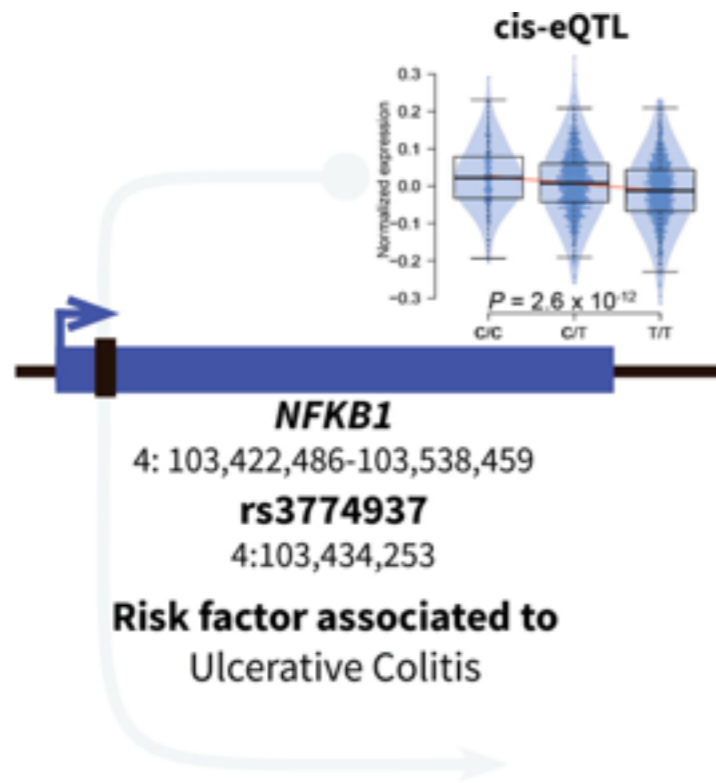 cis-eQTL
Normalized expression
0.3
0.2
0.1
0.0
−0.1
−0.2
−0.3
P = 2.6 x 10⁻¹²
C/C C/T T/T
NFKB1
4: 103,422,486-103,538,459
rs3774937
4:103,434,253
Risk factor associated to
Ulcerative Colitis